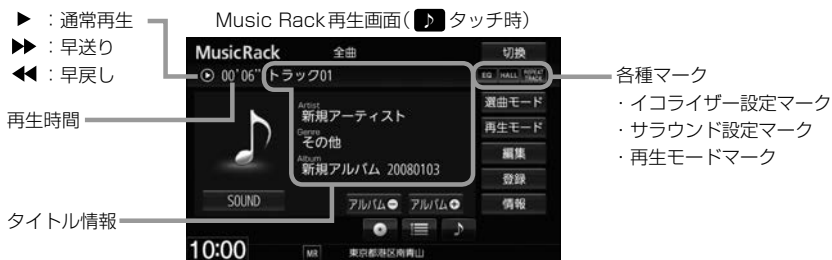 ▶ ：通常再生
▶▶ ：早送り
◀◀ ：早戻し
再生時間
タイトル情報
Music Rack再生画面(♪タッチ時)
MusicRack 全曲 切換
00'06" トラック01
EQ HALL REPEAT TRACK
Artist
新規アーティスト
Genre
その他
Album
新規アルバム 20080103
選曲モード
再生モード
編集
登録
情報
SOUND アルバム⊖ アルバム⊕
10:00 MR 東京都港区南青山
各種マーク
・イコライザー設定マーク
・サラウンド設定マーク
・再生モードマーク